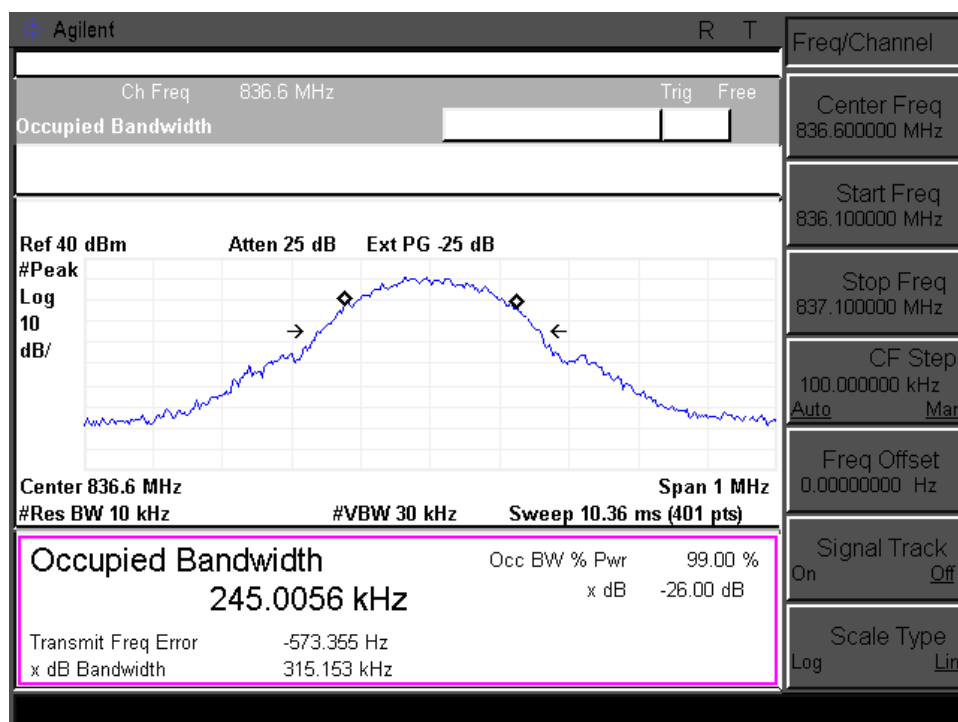 Agilent R T
Ch Freq 836.6 MHz Trig Free
Occupied Bandwidth
Ref 40 dBm Atten 25 dB Ext PG -25 dB
#Peak
Log
10
dB/
Center 836.6 MHz Span 1 MHz
#Res BW 10 kHz #VBW 30 kHz Sweep 10.36 ms (401 pts)
Occupied Bandwidth
245.0056 kHz
Occ BW % Pwr 99.00 %
x dB -26.00 dB
Transmit Freq Error -573.355 Hz
x dB Bandwidth 315.153 kHz
Freq/Channel
Center Freq
836.600000 MHz
Start Freq
836.100000 MHz
Stop Freq
837.100000 MHz
CF Step
100.000000 kHz
Auto Man
Freq Offset
0.00000000 Hz
Signal Track
On Off
Scale Type
Log Lin